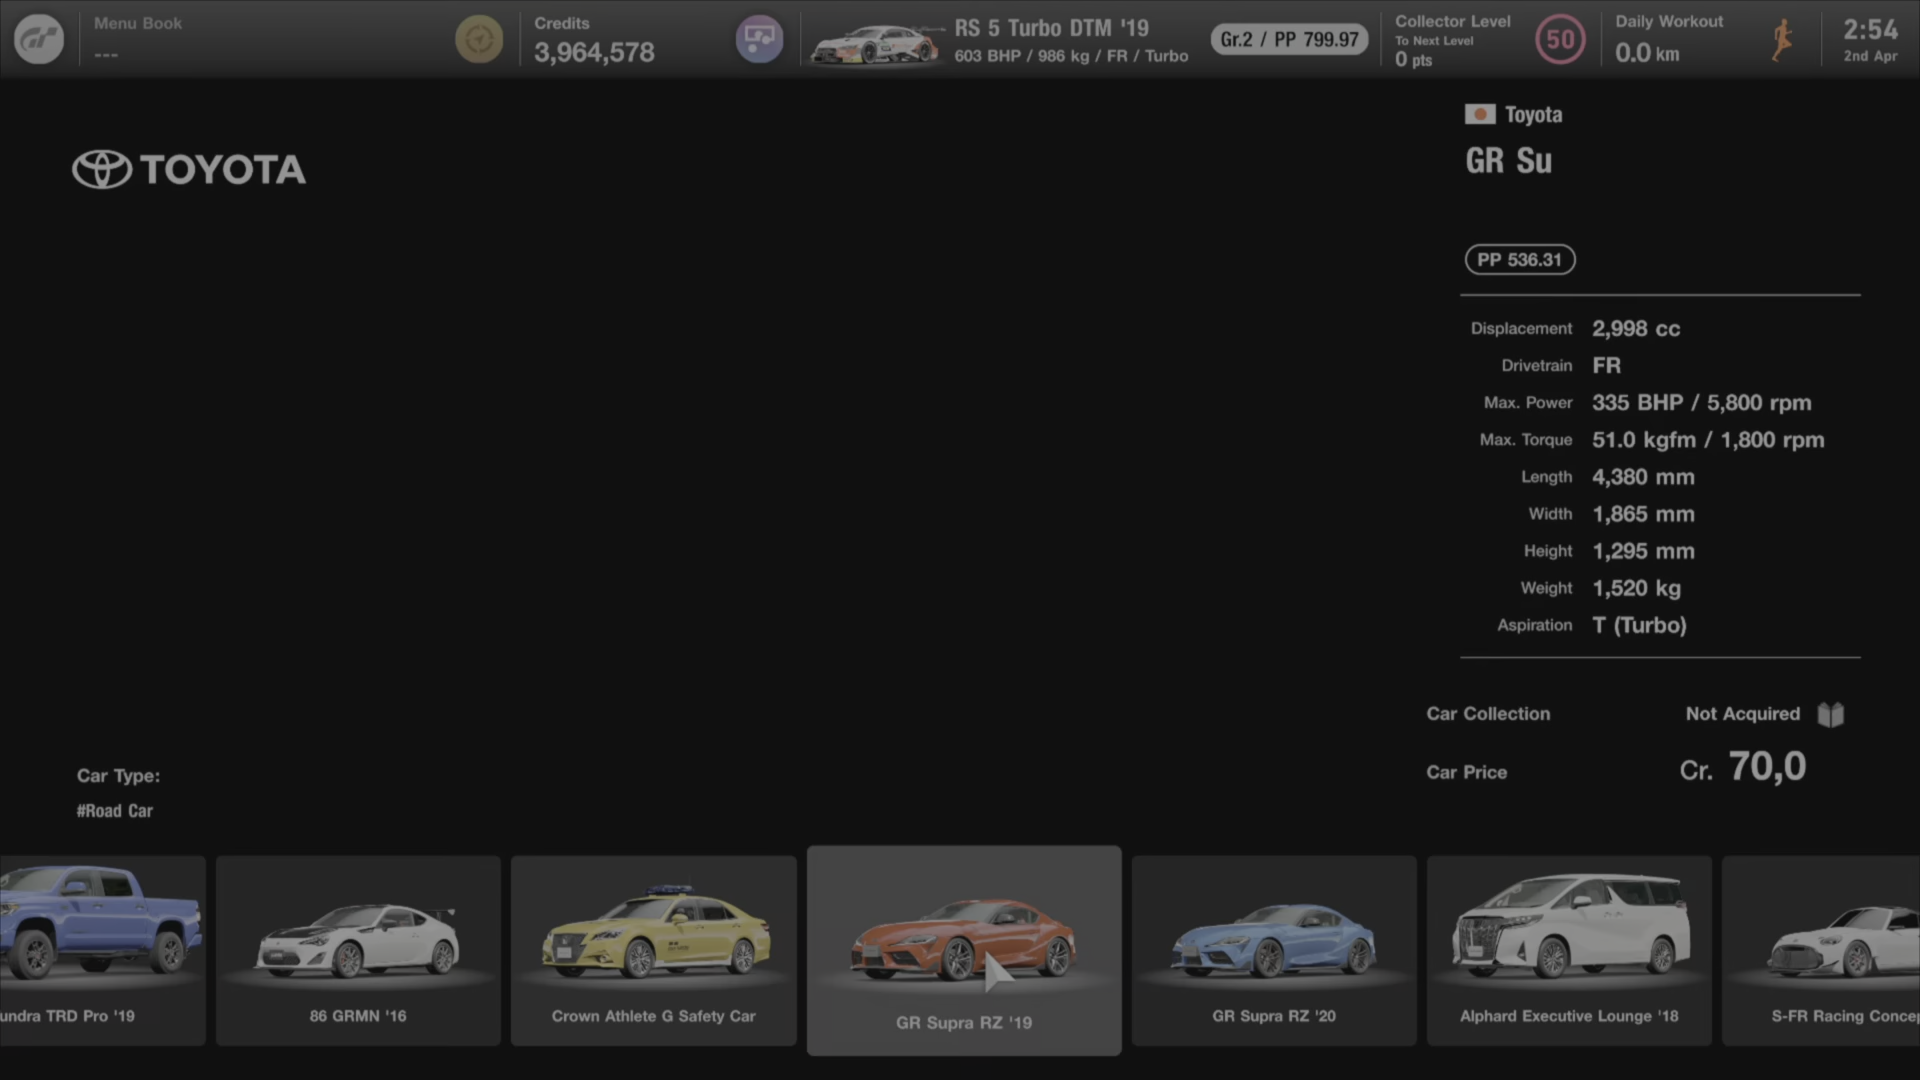 Menu Book
---
Credits
3,964,578
RS 5 Turbo DTM '19
603 BHP / 986 kg / FR / Turbo
Gr.2 / PP 799.97
Collector Level
To Next Level
0 pts
50
Daily Workout
0.0 km
2:54
2nd Apr
TOYOTA
Toyota
GR Su
PP 536.31
Displacement 2,998 cc
Drivetrain FR
Max. Power 335 BHP / 5,800 rpm
Max. Torque 51.0 kgfm / 1,800 rpm
Length 4,380 mm
Width 1,865 mm
Height 1,295 mm
Weight 1,520 kg
Aspiration T (Turbo)
Car Collection Not Acquired
Car Price Cr. 70,0
Car Type:
#Road Car
undra TRD Pro '19
86 GRMN '16
Crown Athlete G Safety Car
GR Supra RZ '19
GR Supra RZ '20
Alphard Executive Lounge '18
S-FR Racing Concep